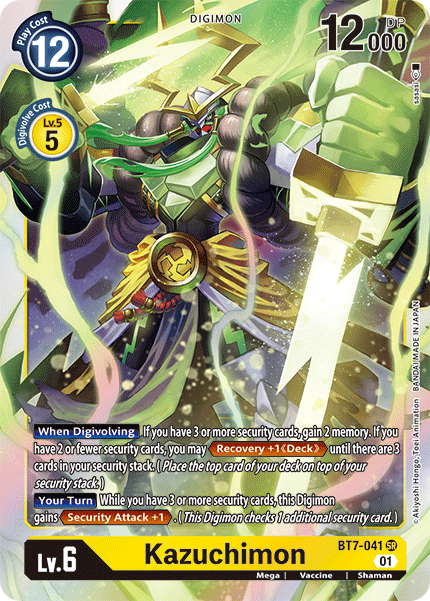 DIGIMON
Play Cost
12
DP
12000
sasasi
Digivolve Cost
Lv.5
5
When Digivolving If you have 3 or more security cards, gain 2 memory. If you
have 2 or fewer security cards, you may Recovery +1《Deck》 until there are 3
cards in your security stack. (Place the top card of your deck on top of your
security stack.)
Your Turn While you have 3 or more security cards, this Digimon
gains Security Attack +1 . (This Digimon checks 1 additional security card.)
©Akiyoshi Hongo, Toei Animation BANDAI MADE IN JAPAN
Lv.6
Kazuchimon
BT7-041 SR
01
Mega | Vaccine | Shaman